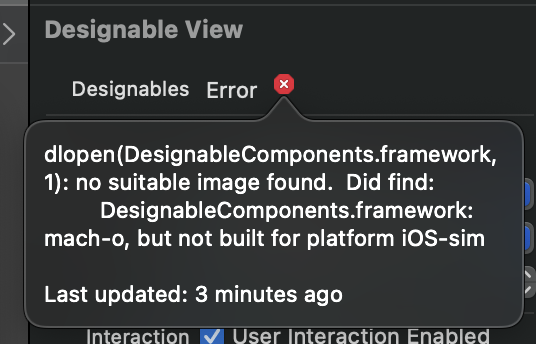 Designable View
Designables Error
dlopen(DesignableComponents.framework,
1): no suitable image found. Did find:
DesignableComponents.framework:
mach-o, but not built for platform iOS-sim
Last updated: 3 minutes ago
Interaction User Interaction Enabled